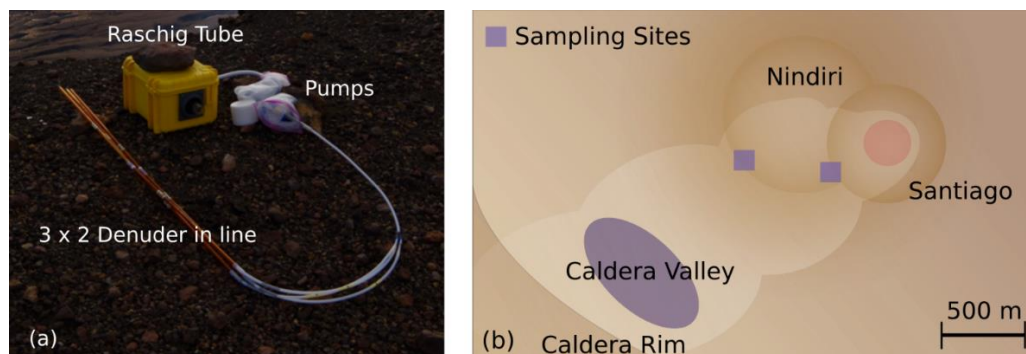 Raschig Tube
Pumps
3 x 2 Denuder in line
(a)
Sampling Sites
Nindiri
Santiago
Caldera Valley
500 m
(b)
Caldera Rim